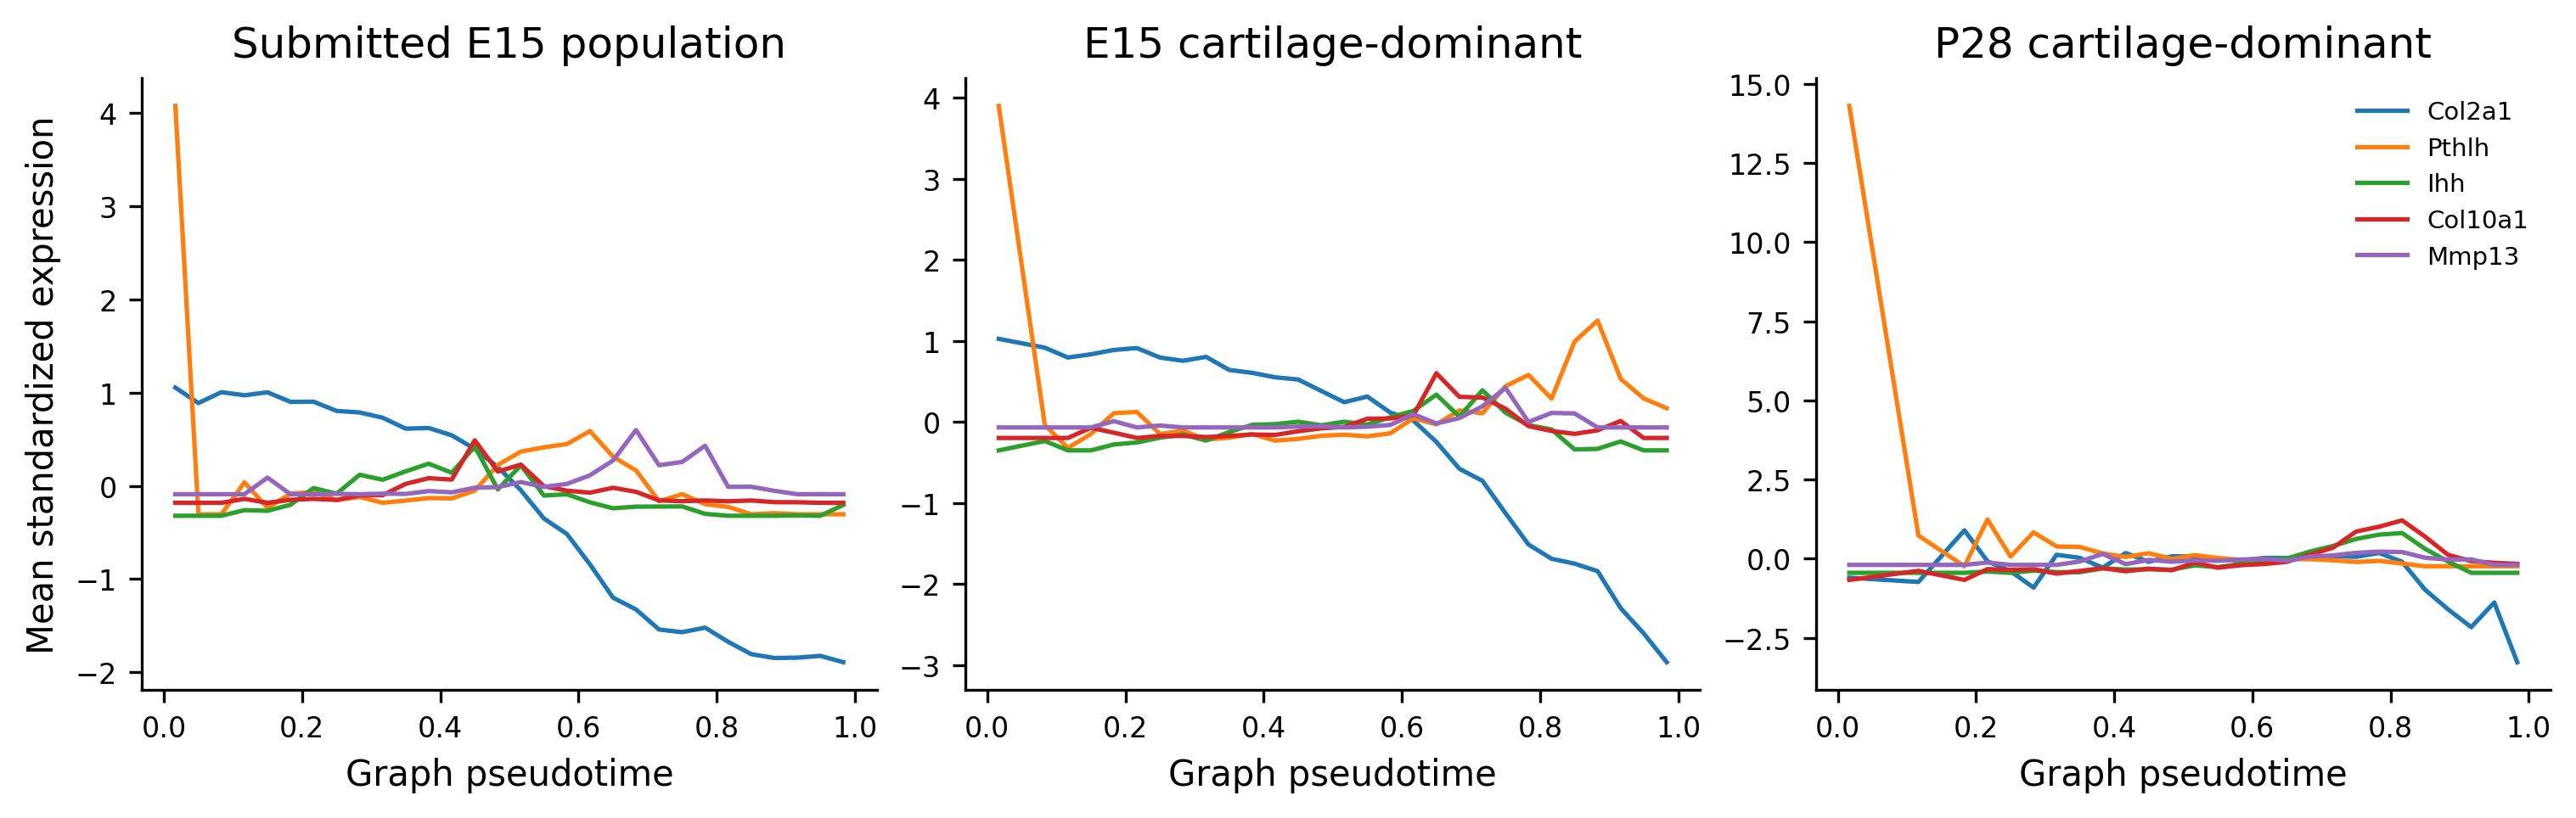 Submitted E15 population
E15 cartilage-dominant
P28 cartilage-dominant
Mean standardized expression
4
3
2
1
0
−1
−2
0.0 0.2 0.4 0.6 0.8 1.0
Graph pseudotime
4
3
2
1
0
−1
−2
−3
0.0 0.2 0.4 0.6 0.8 1.0
Graph pseudotime
15.0
12.5
10.0
7.5
5.0
2.5
0.0
−2.5
0.0 0.2 0.4 0.6 0.8 1.0
Graph pseudotime
Col2a1
Pthlh
Ihh
Col10a1
Mmp13